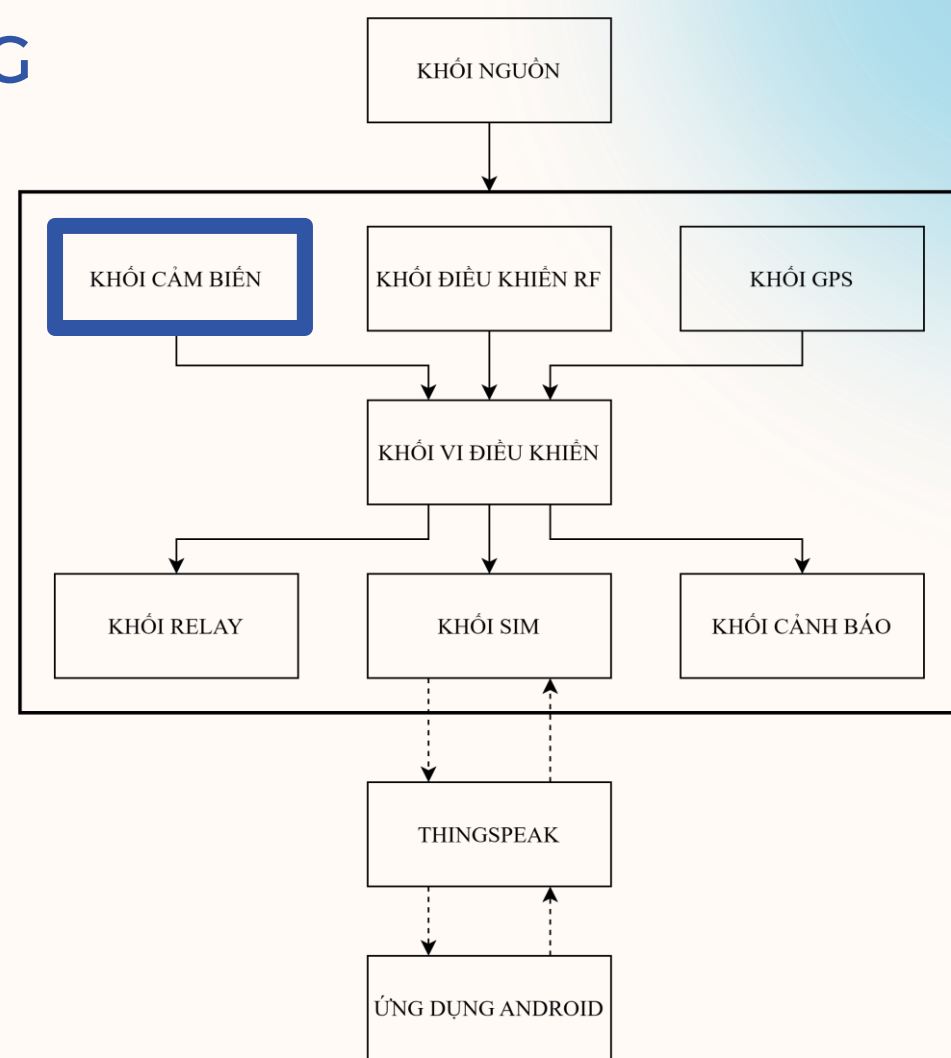 G
KHỐI NGUỒN
KHỐI CẢM BIẾN
KHỐI ĐIỀU KHIỂN RF
KHỐI GPS
KHỐI VI ĐIỀU KHIỂN
KHỐI RELAY
KHỐI SIM
KHỐI CẢNH BÁO
THINGSPEAK
ỨNG DỤNG ANDROID